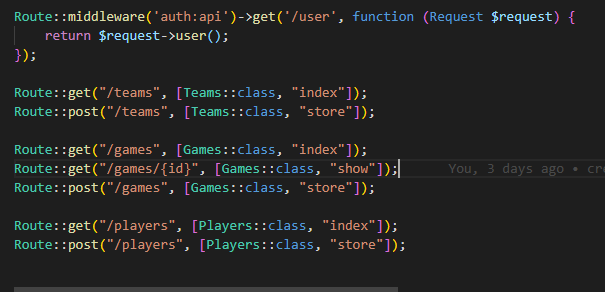 Route::middleware('auth:api')->get('/user', function (Request $request) {
    return $request->user();
});

Route::get("/teams", [Teams::class, "index"]);
Route::post("/teams", [Teams::class, "store"]);

Route::get("/games", [Games::class, "index"]);
Route::get("/games/{id}", [Games::class, "show"]);     You, 3 days ago • cre
Route::post("/games", [Games::class, "store"]);

Route::get("/players", [Players::class, "index"]);
Route::post("/players", [Players::class, "store"]);